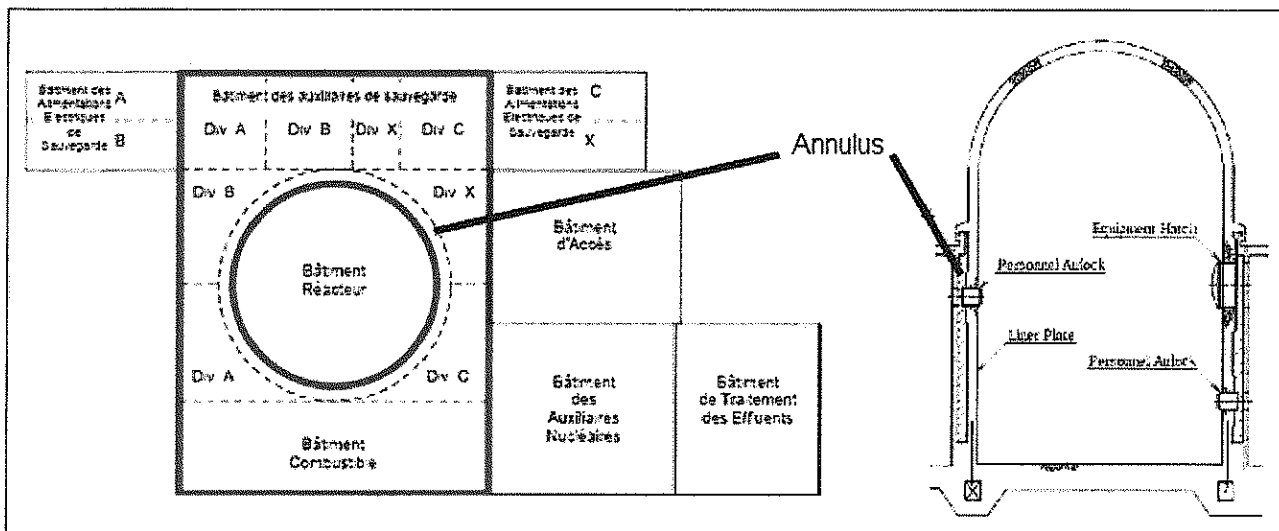 Bâtiment des
Alimentations A
Electriques
de
Sauvegarde B
Bâtiment des auxiliaires de sauvegarde
Div A Div B Div X Div C
Bâtiment des C
Alimentations
Electriques de
Sauvegarde
X
Annulus
Div B
Div X
Bâtiment
Réacteur
Bâtiment
d'Accès
Div A
Div C
Bâtiment
Combustible
Bâtiment
des
Auxiliaires
Nucléaires
Bâtiment
de Traitement
des Effluents
Equipment Hatch
Personnel Airlock
Liner Plate
Personnel Airlock